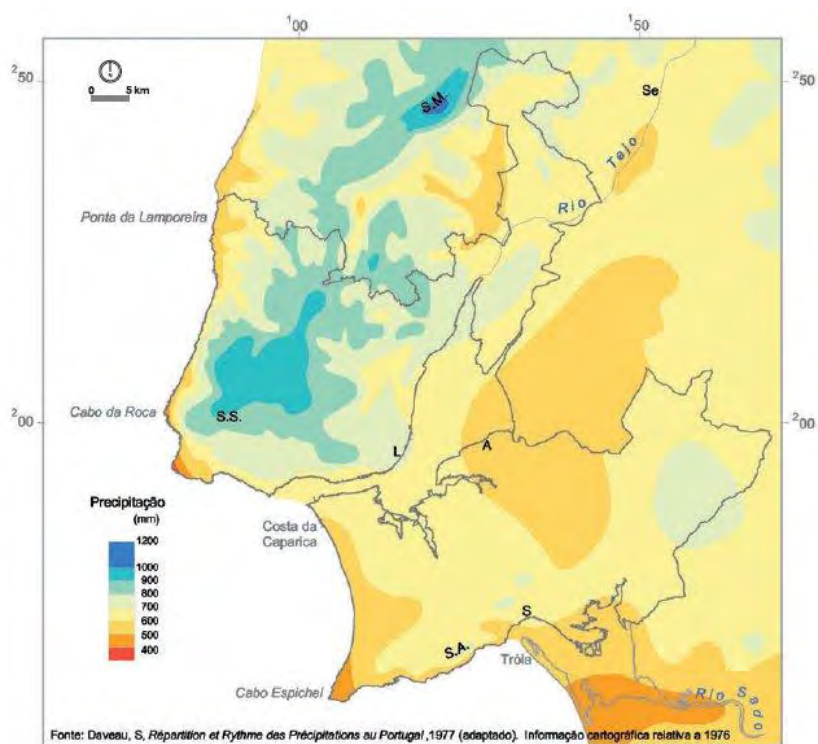 ¹00 ¹50
²50 ²50
0 5 km
S.M.
Se
Rio Tejo
Ponta da Lamporeira
Cabo da Roca
²00 ²00
S.S.
L
A
Precipitação
(mm)
1200
1000
900
800
700
600
500
400
Costa da
Caparica
S
S.A.
Tróia
Cabo Espichel
Rio Sado
Fonte: Daveau, S, Répartition et Rythme des Précipitations au Portugal ,1977 (adaptado). Informação cartográfica relativa a 1976